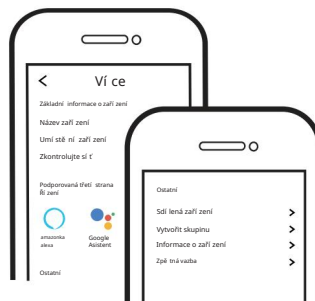 Ví ce
Základní informace o zaří zení
Název zaří zení
Umí stě ní zaří zení
Zkontrolujte sí ť
Podporovaná třetí strana
Ří zení
amazonka
alexa
Google
Asistent
Ostatní
Ostatní
Sdí lená zaří zení
Vytvořit skupinu
Informace o zaří zení
Zpě tná vazba